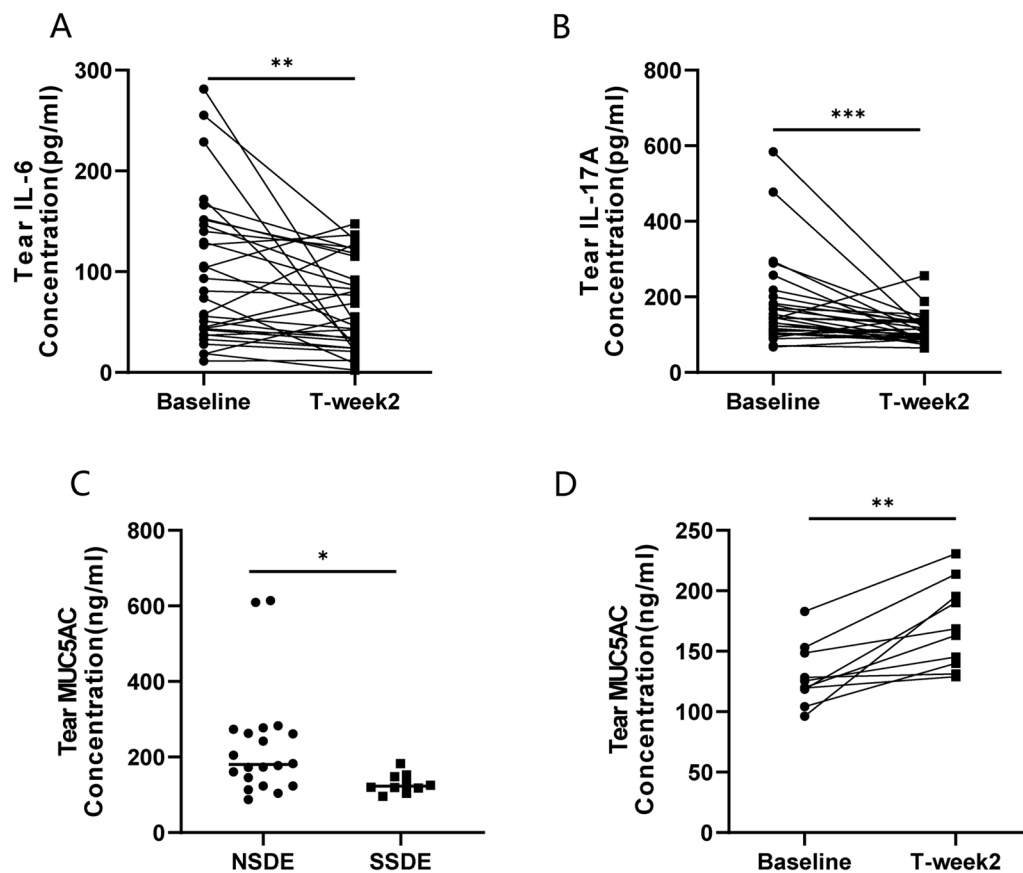 A
**
Tear IL-6
Concentration(pg/ml)
300
200
100
0
Baseline
T-week2
B
***
Tear IL-17A
Concentration(pg/ml)
800
600
400
200
0
Baseline
T-week2
C
*
Tear MUC5AC
Concentration(ng/ml)
800
600
400
200
0
NSDE
SSDE
D
**
Tear MUC5AC
Concentration(ng/ml)
250
200
150
100
50
0
Baseline
T-week2